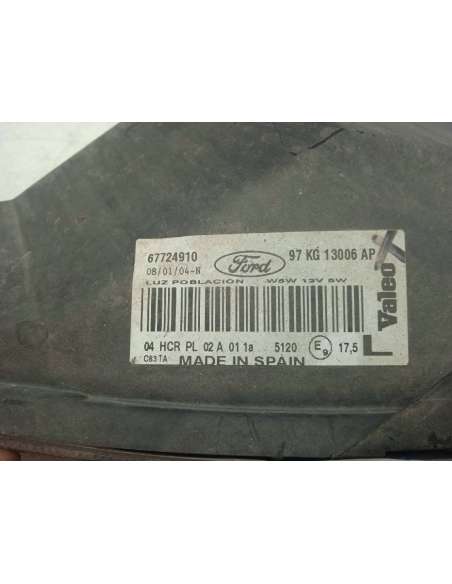 67724910
Ford
97 KG 13006 AP
08/01/04-N
LUZ POBLACIÓN W5W 12V 5W
Valeo
04 HCR PL 02 A 01 1a 5120 E9 17,5
L
C83TA
MADE IN SPAIN